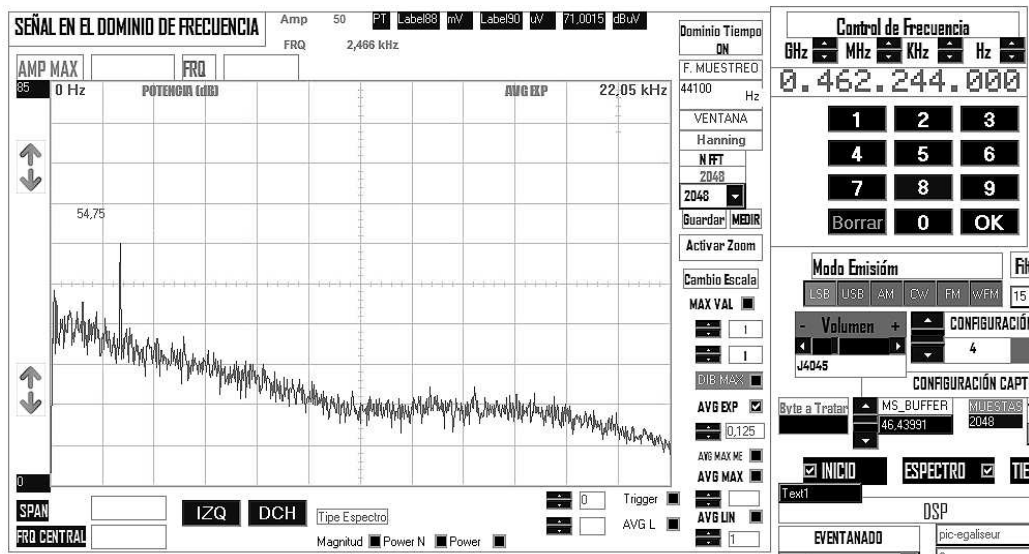 SEÑAL EN EL DOMINIO DE FRECUENCIA
Amp 50 PT Label88 mV Label90 uV 71,0015 dBuV
FRQ 2,466 kHz
AMP MAX FRQ
85 0 Hz POTENCIA (dB) AVG EXP 22,05 kHz
54,75
0
SPAN
FRQ CENTRAL
IZQ DCH Tipe Espectro
Magnitud Power N Power
0 Trigger
AVG L
Dominio Tiempo
ON
F. MUESTREO
44100 Hz
VENTANA
Hanning
N FFT
2048
2048
Guardar MEDIR
Activar Zoom
Cambio Escala
MAX VAL
1
1
DIB MAX
AVG EXP
0,125
AVG MAX ME
AVG MAX
AVG LIN
1
Control de Frecuencia
GHz MHz KHz Hz
0.462.244.000
1 2 3
4 5 6
7 8 9
Borrar 0 OK
Modo Emisióm
LSB USB AM CW FM WFM
15
- Volumen +
J4045
CONFIGURACIÓN
4
CONFIGURACIÓN CAPT
Byte a Tratar
MS_BUFFER
46,43991
MUESTAS
2048
INICIO ESPECTRO TIE
Text1
DSP
EVENTANADO
pic-egaliseur